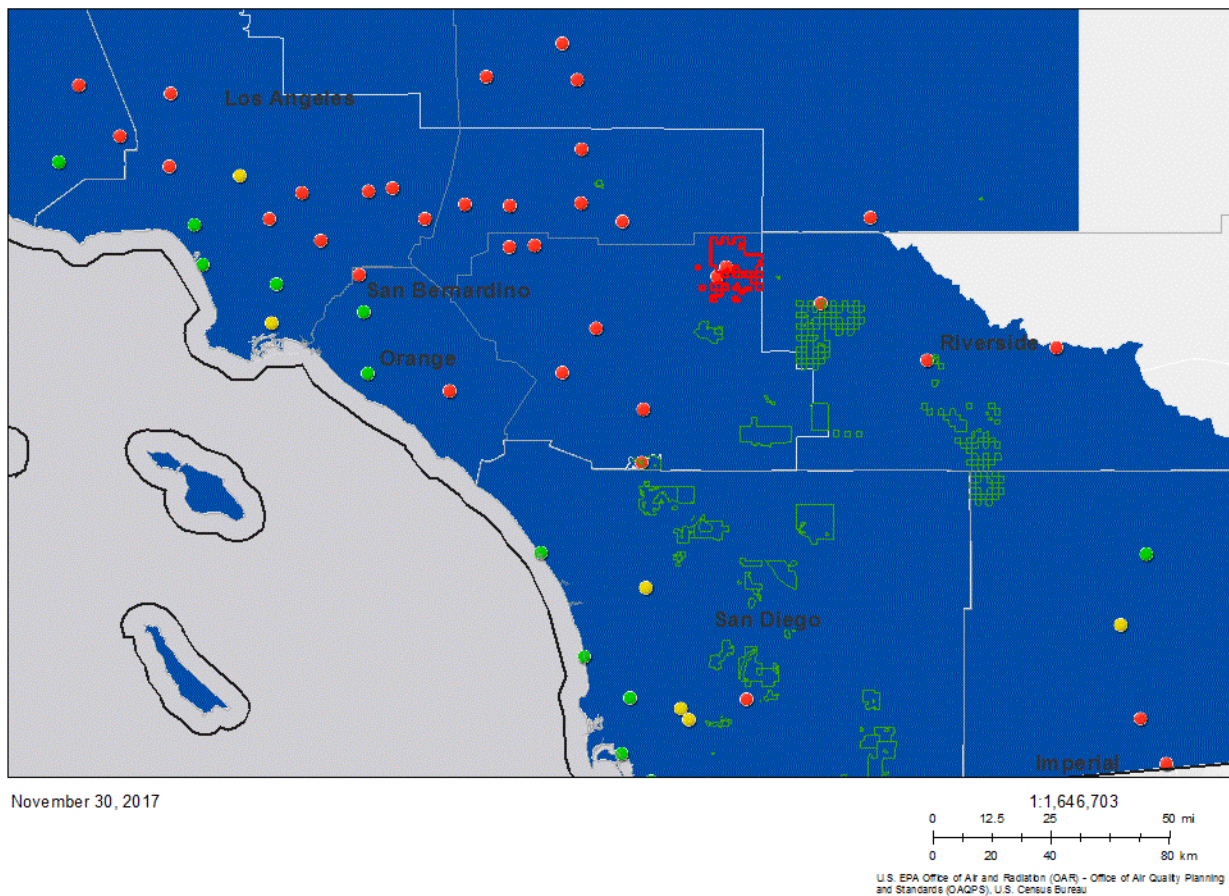 Los Angeles
San Bernardino
Orange
Riverside
San Diego
Imperial
November 30, 2017
1:1,646,703
0 12.5 25 50 mi
0 20 40 80 km
U.S. EPA Office of Air and Radiation (OAR) - Office of Air Quality Planning
and Standards (OAQPS), U.S. Census Bureau